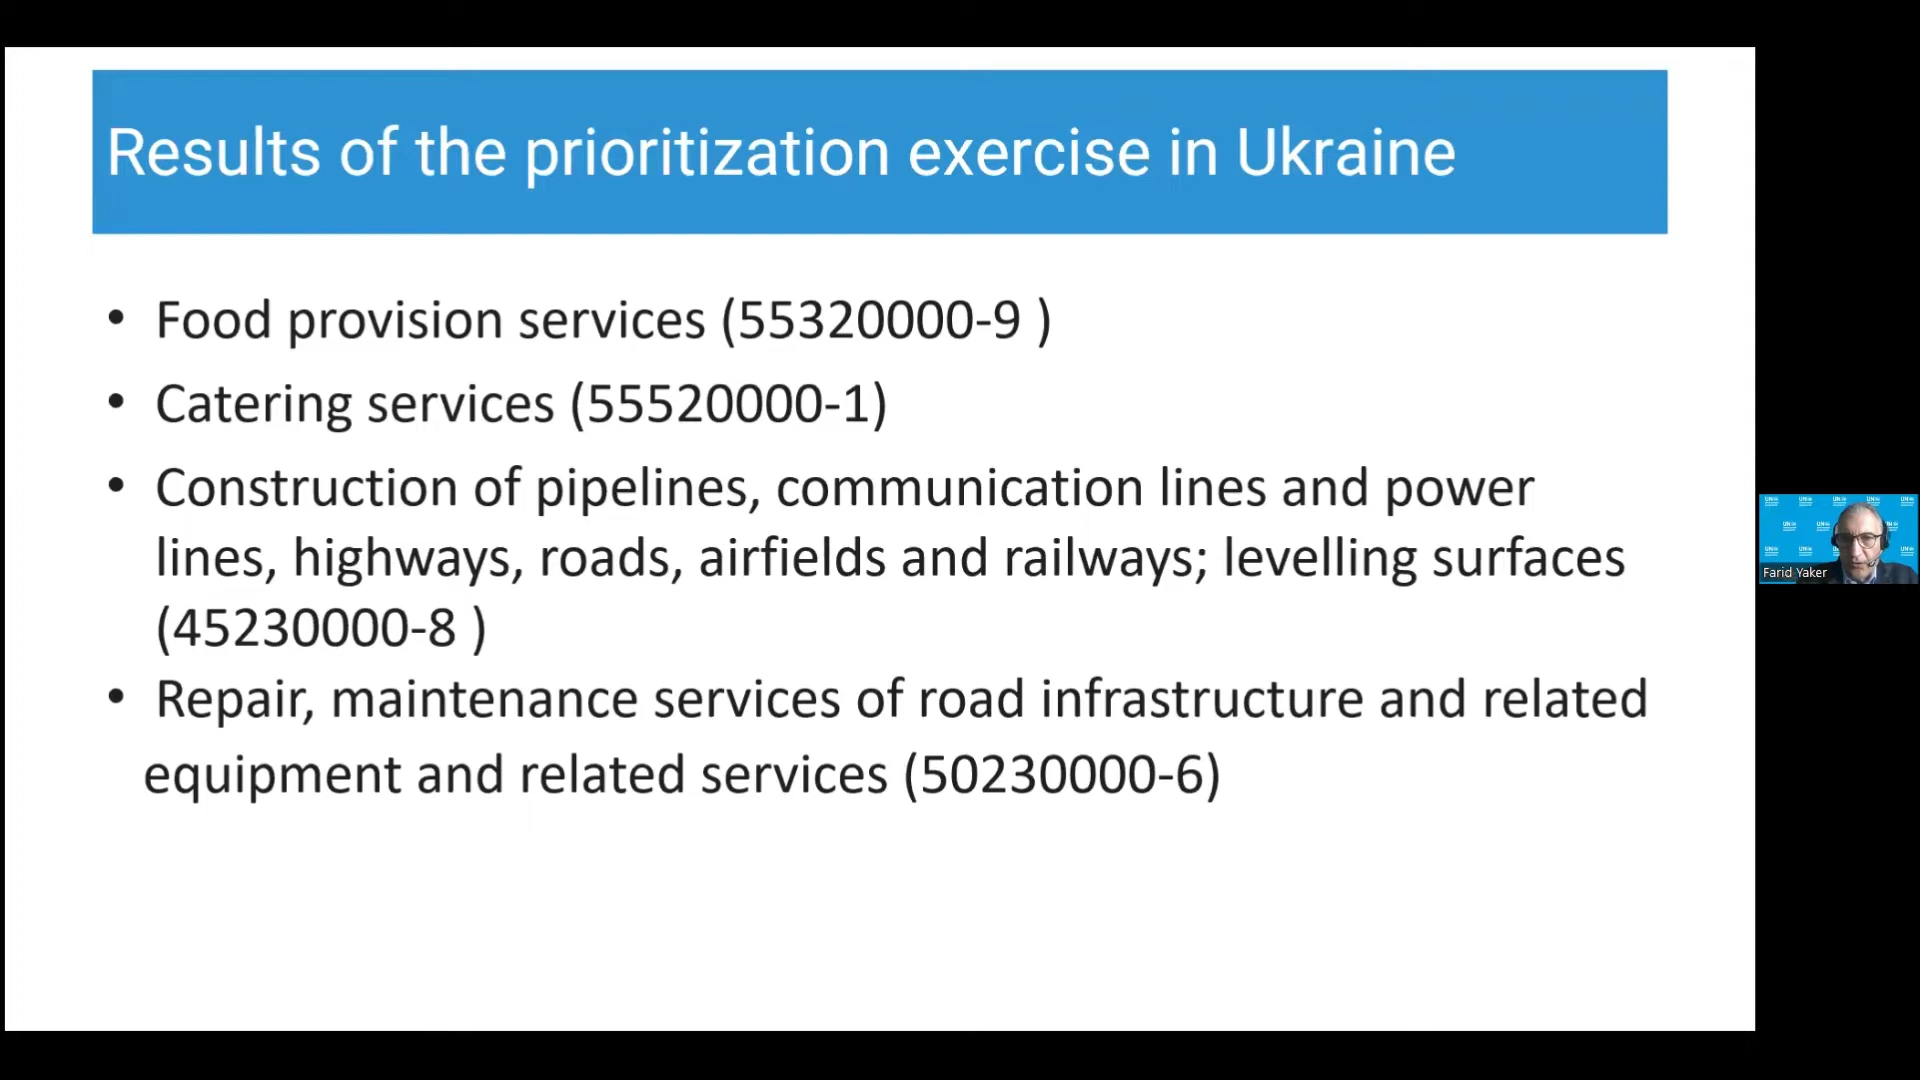 Results of the prioritization exercise in Ukraine
• Food provision services (55320000-9 )
• Catering services (55520000-1)
• Construction of pipelines, communication lines and power
lines, highways, roads, airfields and railways; levelling surfaces
(45230000-8 )
• Repair, maintenance services of road infrastructure and related
equipment and related services (50230000-6)
Farid Yaker